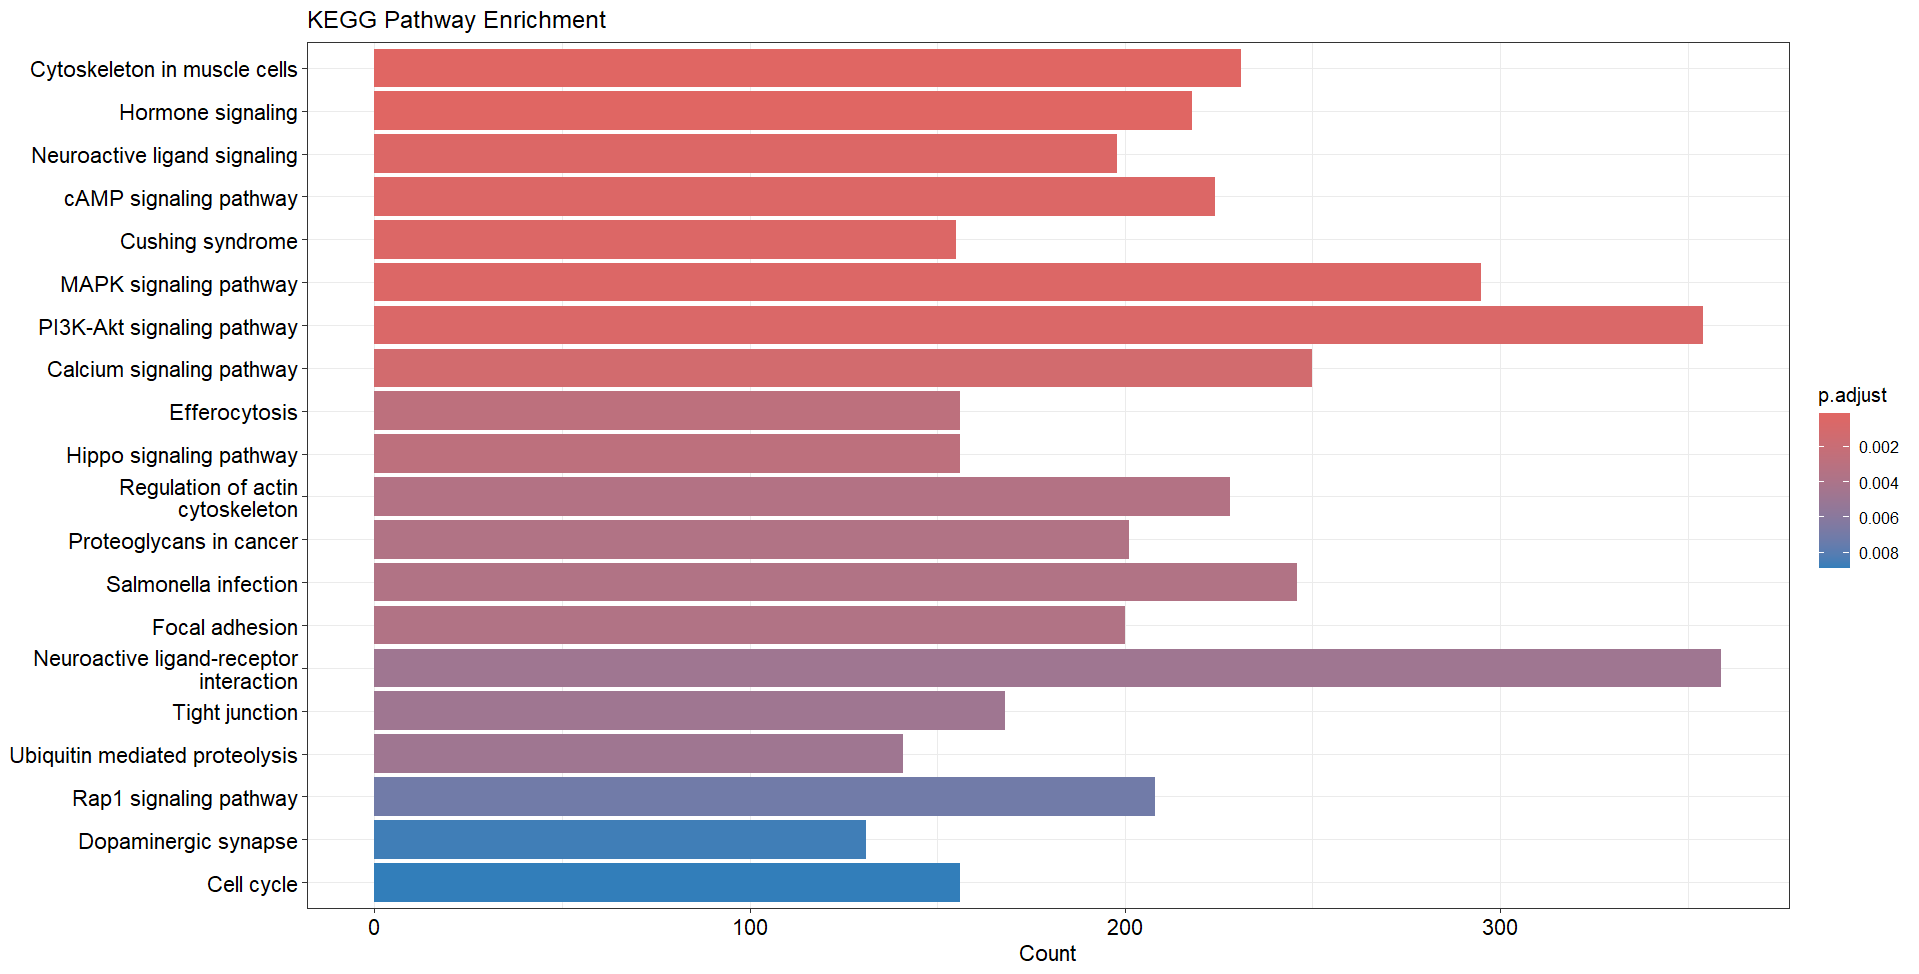 KEGG Pathway Enrichment
Cytoskeleton in muscle cells
Hormone signaling
Neuroactive ligand signaling
cAMP signaling pathway
Cushing syndrome
MAPK signaling pathway
PI3K-Akt signaling pathway
Calcium signaling pathway
Efferocytosis
Hippo signaling pathway
Regulation of actin
cytoskeleton
Proteoglycans in cancer
Salmonella infection
Focal adhesion
Neuroactive ligand-receptor
interaction
Tight junction
Ubiquitin mediated proteolysis
Rap1 signaling pathway
Dopaminergic synapse
Cell cycle
0 100 200 300
Count
p.adjust
0.002
0.004
0.006
0.008